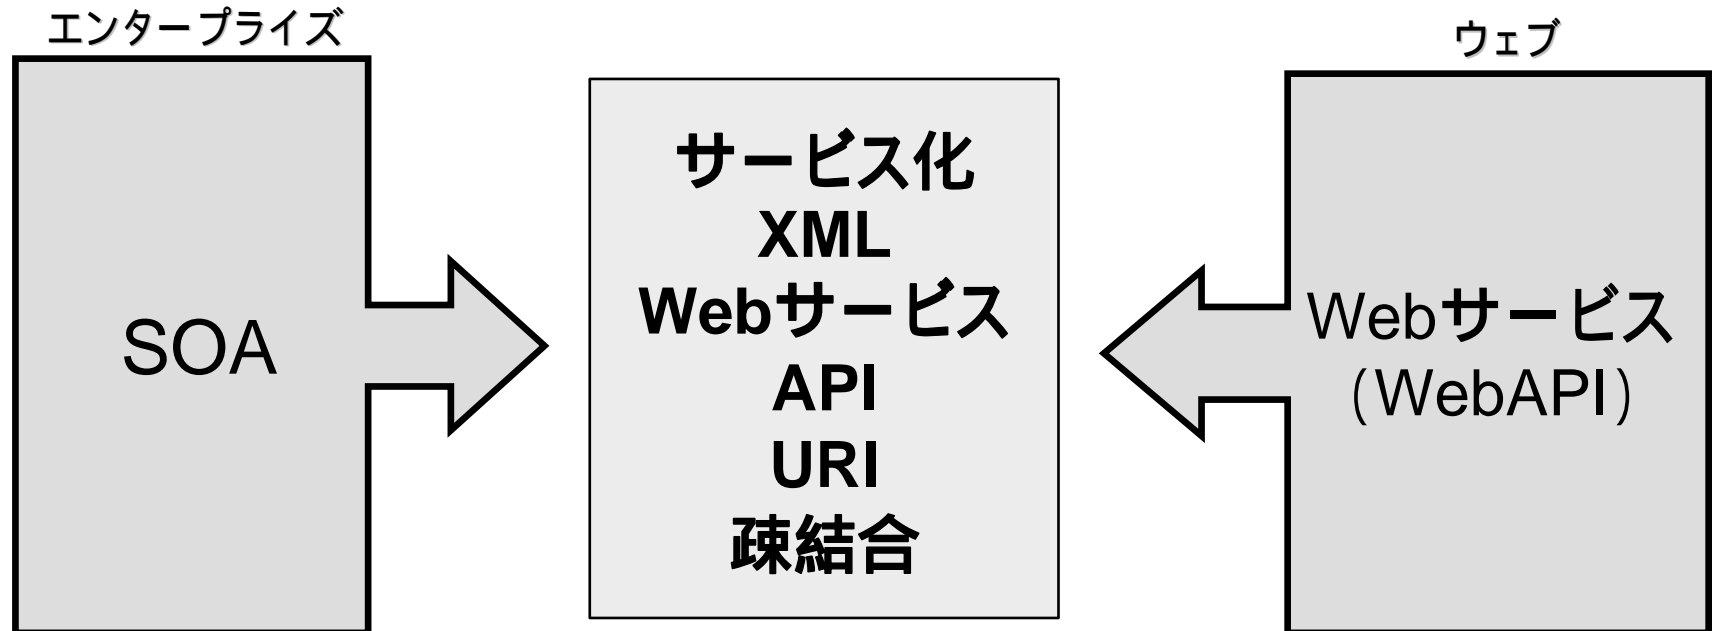 エンタープライズ
SOA
サービス化
XML
Webサービス
API
URI
疎結合
ウェブ
Webサービス
(WebAPI)